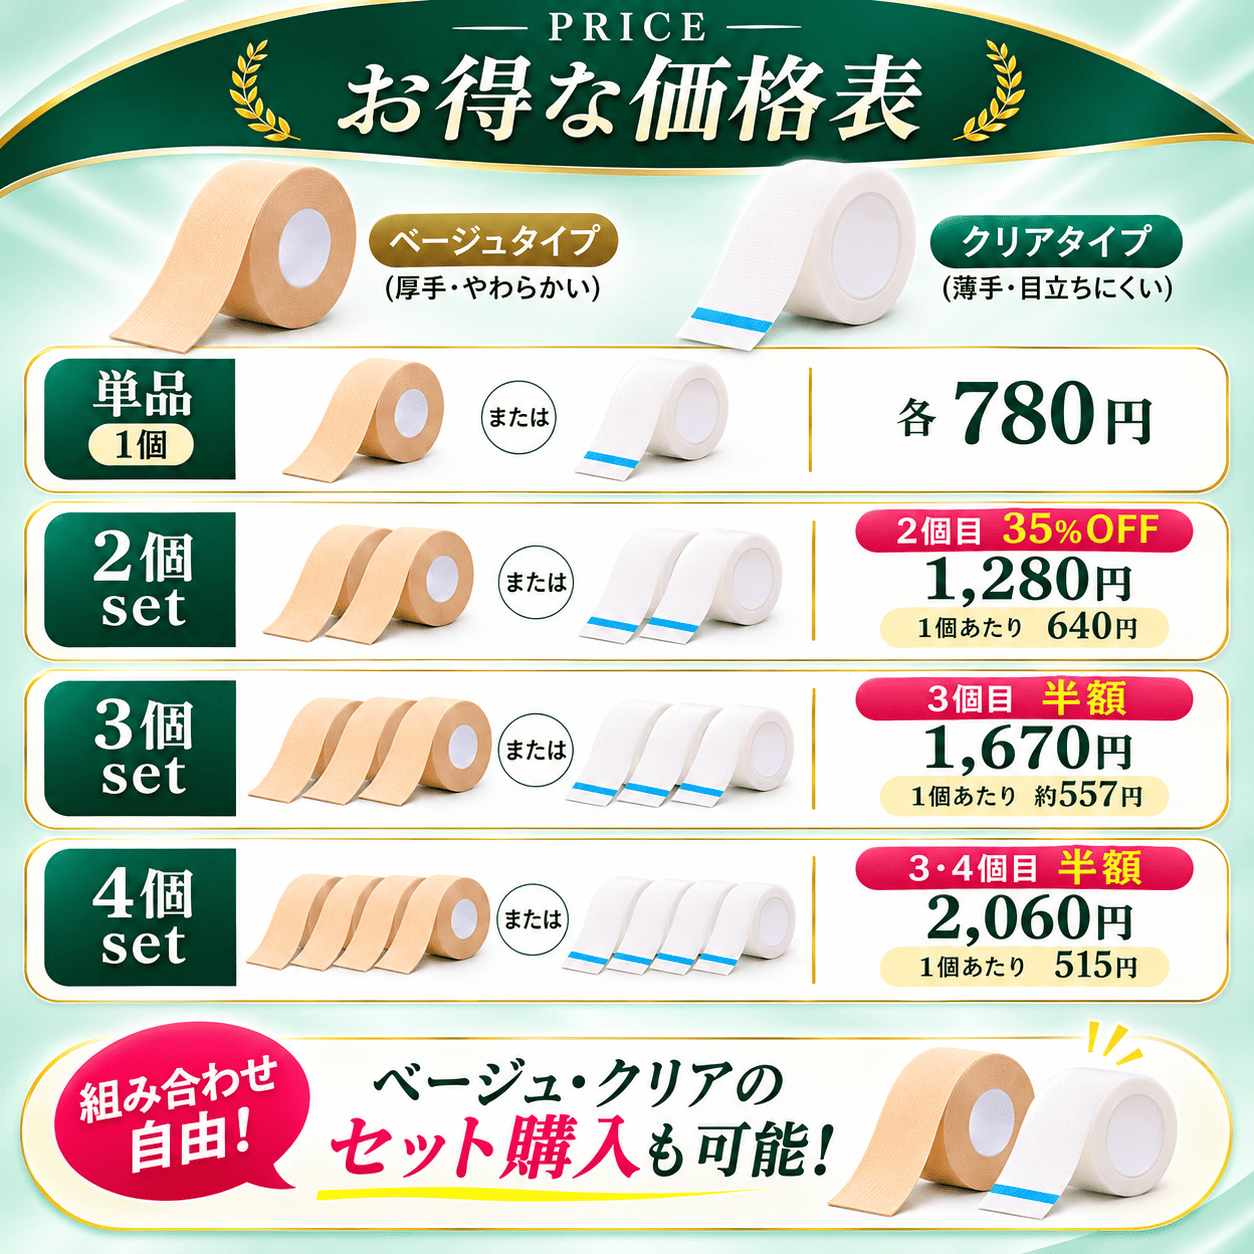 PRICE
お得な価格表
ベージュタイプ
(厚手・やわらかい)
クリアタイプ
(薄手・目立ちにくい)
単品
1個
または
各780円
2個
set
または
2個目 35%OFF
1,280円
1個あたり 640円
3個
set
または
3個目 半額
1,670円
1個あたり 約557円
4個
set
または
3・4個目 半額
2,060円
1個あたり 515円
組み合わせ
自由!
ベージュ・クリアの
セット購入も可能!